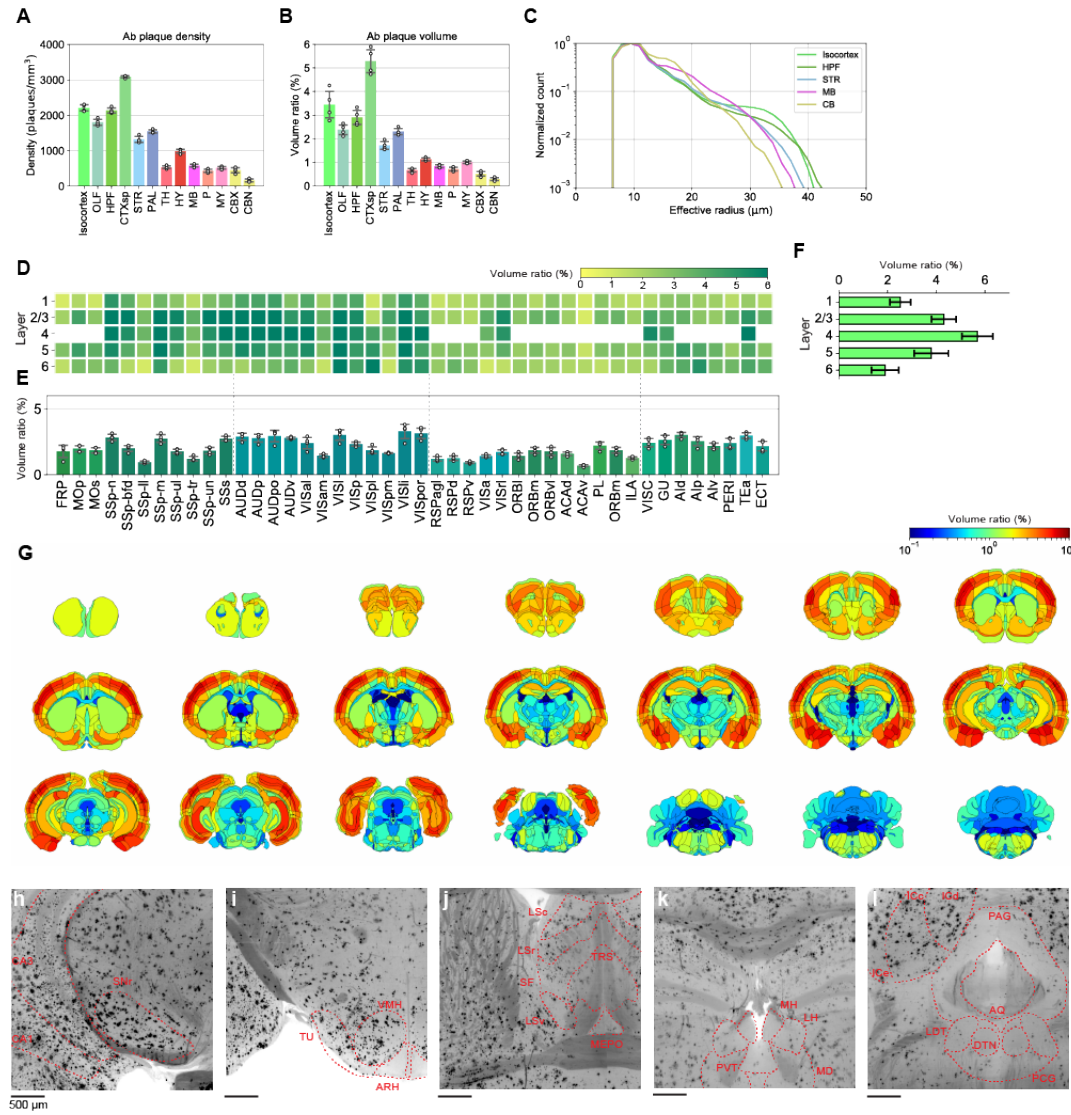 A
Ab plaque density
Density (plaques/mm³)
4000
3000
2000
1000
0
Isocortex
OLF
HPF
CTXsp
STR
PAL
TH
HY
MB
P
MY
CBX
CBN
B
Ab plaque volume
Volume ratio (%)
6
5
4
3
2
1
0
Isocortex
OLF
HPF
CTXsp
STR
PAL
TH
HY
MB
P
MY
CBX
CBN
C
Normalized count
10⁰
10⁻¹
10⁻²
10⁻³
0 10 20 30 40 50
Effective radius (μm)
Isocortex
HPF
STR
MB
CB
D
Volume ratio (%)
0 1 2 3 4 5 6
Layer
1
2/3
4
5
6
E
Volume ratio (%)
5
0
FRP
MOp
MOs
SSp-n
SSp-bfd
SSp-ll
SSp-m
SSp-ul
SSp-tr
SSp-un
SSs
AUDd
AUDp
AUDpo
AUDv
VISal
VISam
VISl
VISp
VISpl
VISpm
VISli
VISpor
RSPagl
RSPd
RSPv
VISa
VISrl
ORBl
ORBm
ORBvl
ACAd
ACAv
PL
ORBm
ILA
VISC
GU
AId
AIp
AIv
PERI
TEa
ECT
F
Volume ratio (%)
0 2 4 6
Layer
1
2/3
4
5
6
G
Volume ratio (%)
10⁻¹ 10⁰ 10
h
SNr
500 μm
i
VMH
TU
ARH
j
LSc
LSr
TRS
SF
LSv
MEPO
k
MH
LH
PVT
MD
l
ICc
ICd
PAG
ICe
AQ
LDT
DTN
PCG